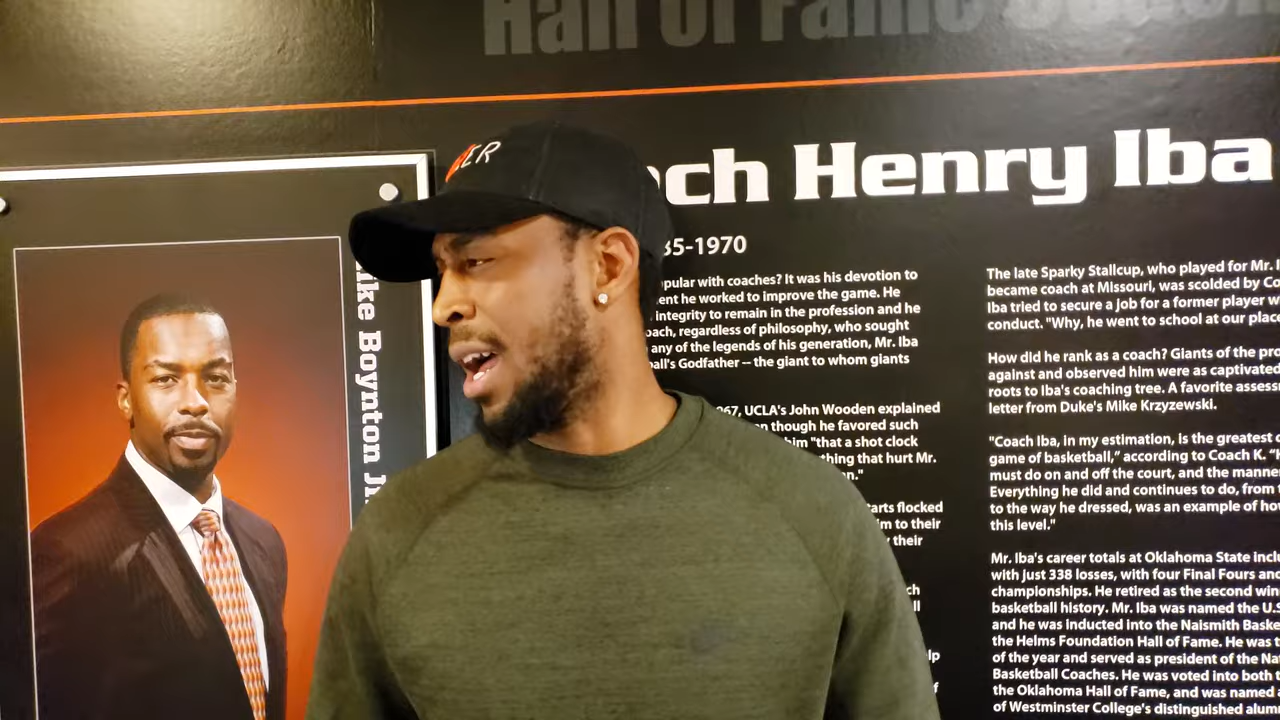 Hall of Fame
ER
ch Henry Iba
35-1970
ike Boynton J
opular with coaches? It was his devotion to
ent he worked to improve the game. He
integrity to remain in the profession and he
oach, regardless of philosophy, who sought
any of the legends of his generation, Mr. Iba
ball's Godfather -- the giant to whom giants
967, UCLA's John Wooden explained
n though he favored such
him "that a shot clock
thing that hurt Mr.
n."
tarts flocked
m to their
their
ch
ll
lp
f
The late Sparky Stallcup, who played for Mr. I
became coach at Missouri, was scolded by Co
Iba tried to secure a job for a former player w
conduct. "Why, he went to school at our place
How did he rank as a coach? Giants of the pro
against and observed him were as captivated
roots to Iba's coaching tree. A favorite assess
letter from Duke's Mike Krzyzewski.
"Coach Iba, in my estimation, is the greatest c
game of basketball," according to Coach K. "H
must do on and off the court, and the manner
Everything he did and continues to do, from t
to the way he dressed, was an example of how
this level."
Mr. Iba's career totals at Oklahoma State inclu
with just 338 losses, with four Final Fours and
championships. He retired as the second win
basketball history. Mr. Iba was named the U.S
and he was inducted into the Naismith Baske
the Helms Foundation Hall of Fame. He was t
of the year and served as president of the Nat
Basketball Coaches. He was voted into both t
the Oklahoma Hall of Fame, and was named a
of Westminster College's distinguished alum